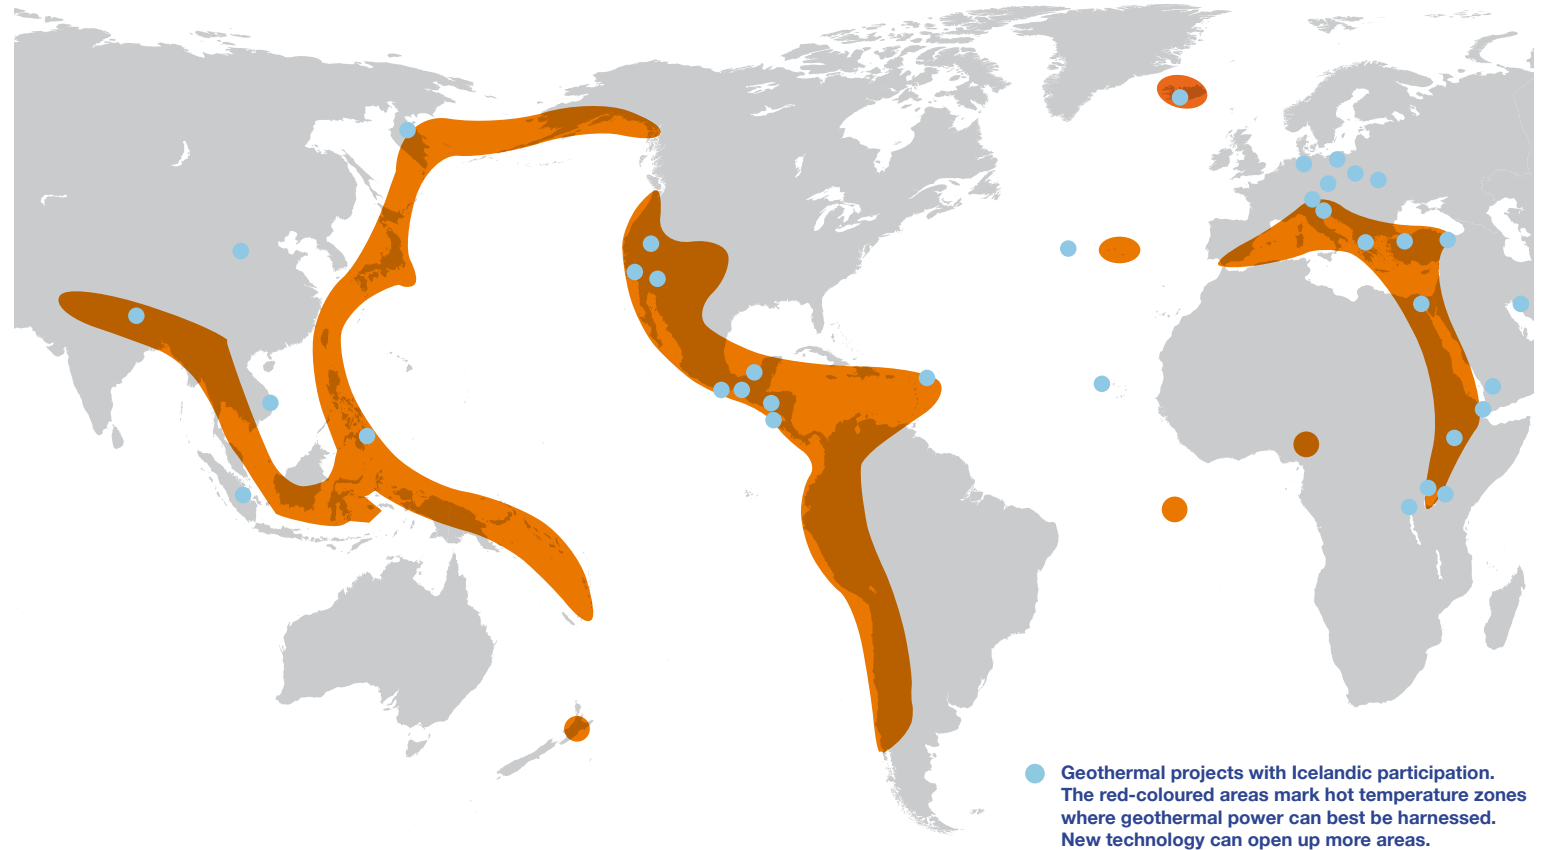 Geothermal projects with Icelandic participation.
The red-coloured areas mark hot temperature zones
where geothermal power can best be harnessed.
New technology can open up more areas.